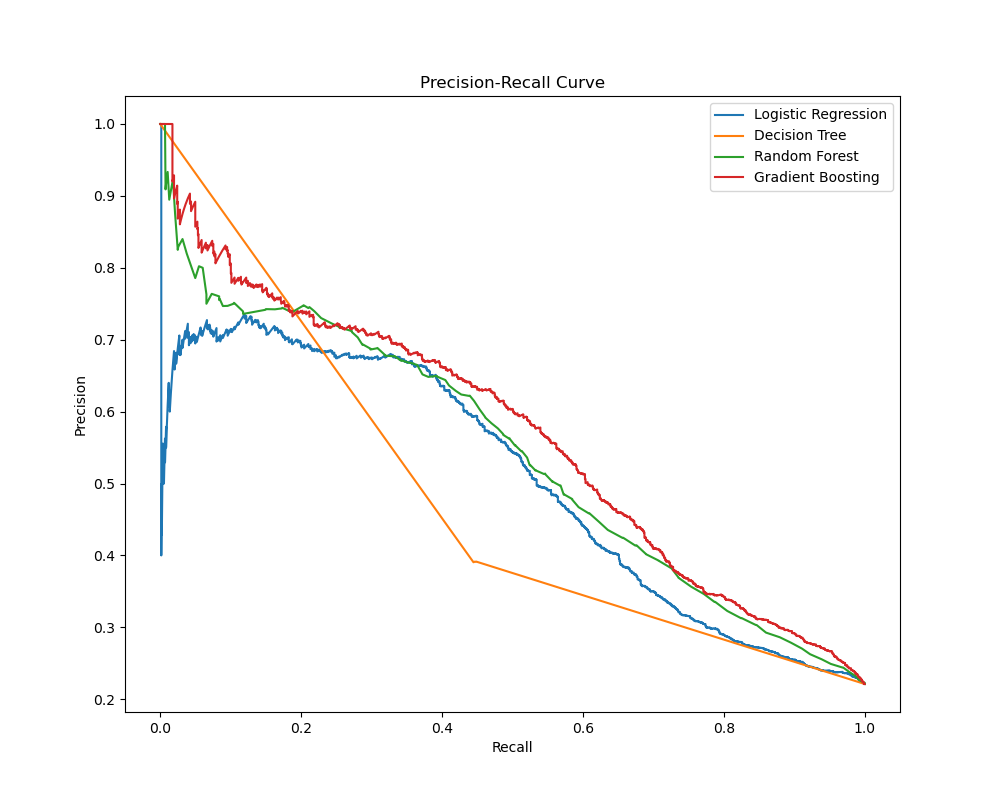 Precision-Recall Curve
Logistic Regression
Decision Tree
Random Forest
Gradient Boosting
1.0
0.9
0.8
0.7
0.6
0.5
0.4
0.3
0.2
Precision
0.0 0.2 0.4 0.6 0.8 1.0
Recall